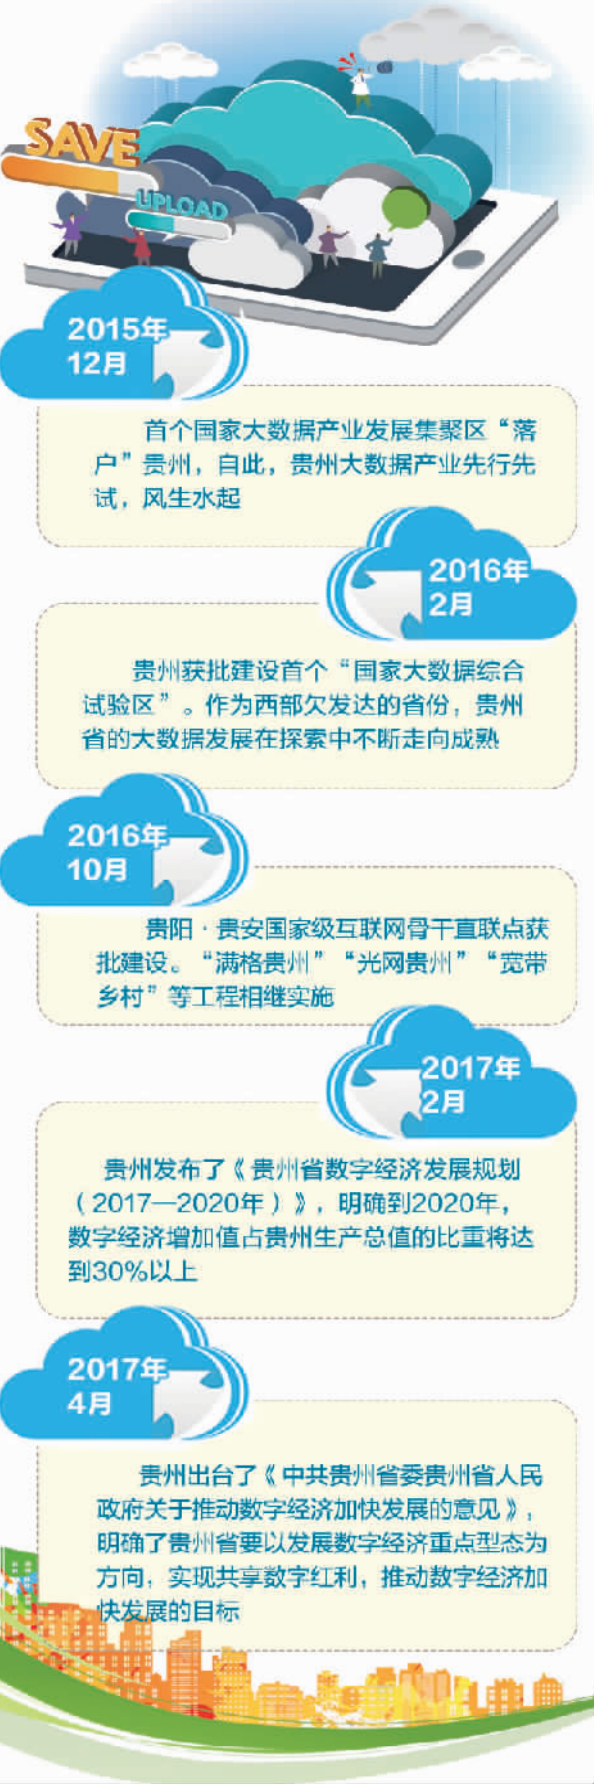 SAVE
UPLOAD
2015年
12月
首个国家大数据产业发展集聚区“落
户”贵州，自此，贵州大数据产业先行先
试，风生水起
2016年
2月
贵州获批建设首个“国家大数据综合
试验区”。作为西部欠发达的省份，贵州
省的大数据发展在探索中不断走向成熟
2016年
10月
贵阳·贵安国家级互联网骨干直联点获
批建设。“满格贵州”“光网贵州”“宽带
乡村”等工程相继实施
2017年
2月
贵州发布了《贵州省数字经济发展规划
（2017—2020年）》，明确到2020年，
数字经济增加值占贵州生产总值的比重将达
到30%以上
2017年
4月
贵州出台了《中共贵州省委贵州省人民
政府关于推动数字经济加快发展的意见》，
明确了贵州省要以发展数字经济重点型态为
方向，实现共享数字红利，推动数字经济加
快发展的目标